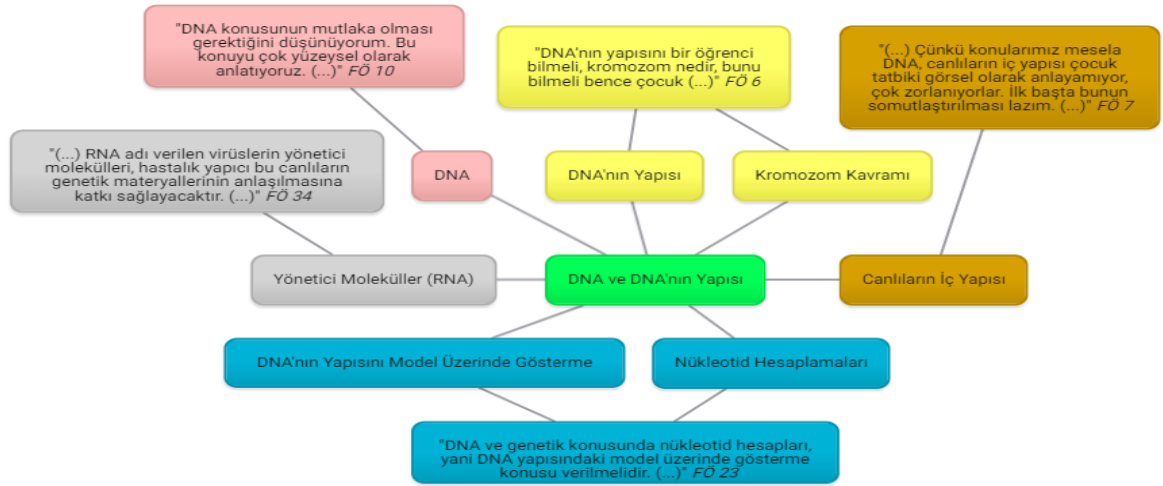 "DNA konusunun mutlaka olması
gerektiğini düşünüyorum. Bu
konuyu çok yüzeysel olarak
anlatıyoruz. (...)" FÖ 10
"DNA'nın yapısını bir öğrenci
bilmeli, kromozom nedir, bunu
bilmeli bence çocuk (...)" FÖ 6
"(...) Çünkü konularımız mesela
DNA, canlıların iç yapısı çocuk
tatbiki görsel olarak anlayamıyor,
çok zorlanıyorlar. İlk başta bunun
somutlaştırılması lazım. (...)" FÖ 7
"(...) RNA adı verilen virüslerin yönetici
molekülleri, hastalık yapıcı bu canlıların
genetik materyallerinin anlaşılmasına
katkı sağlayacaktır. (...)" FÖ 34
DNA
DNA'nın Yapısı
Kromozom Kavramı
Yönetici Moleküller (RNA)
DNA ve DNA'nın Yapısı
Canlıların İç Yapısı
DNA'nın Yapısını Model Üzerinde Gösterme
Nükleotid Hesaplamaları
"DNA ve genetik konusunda nükleotid hesapları,
yani DNA yapısındaki model üzerinde gösterme
konusu verilmelidir. (...)" FÖ 23